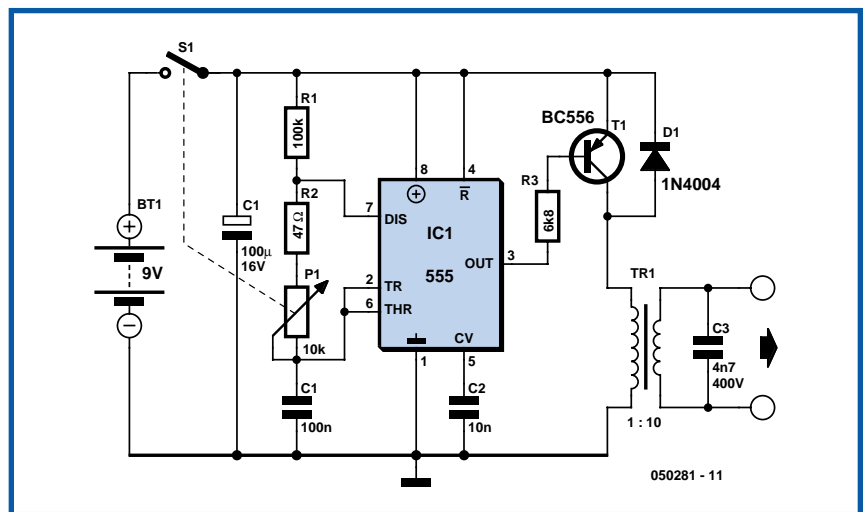 S1
BT1
9V
C1
100μ
16V
R1
100k
R2
47 Ω
P1
10k
C1
100n
8
4
R
7
DIS
IC1
2
TR
555
OUT
3
6
THR
CV
1
5
C2
10n
R3
6k8
BC556
T1
D1
1N4004
TR1
1 : 10
C3
4n7
400V
050281 - 11